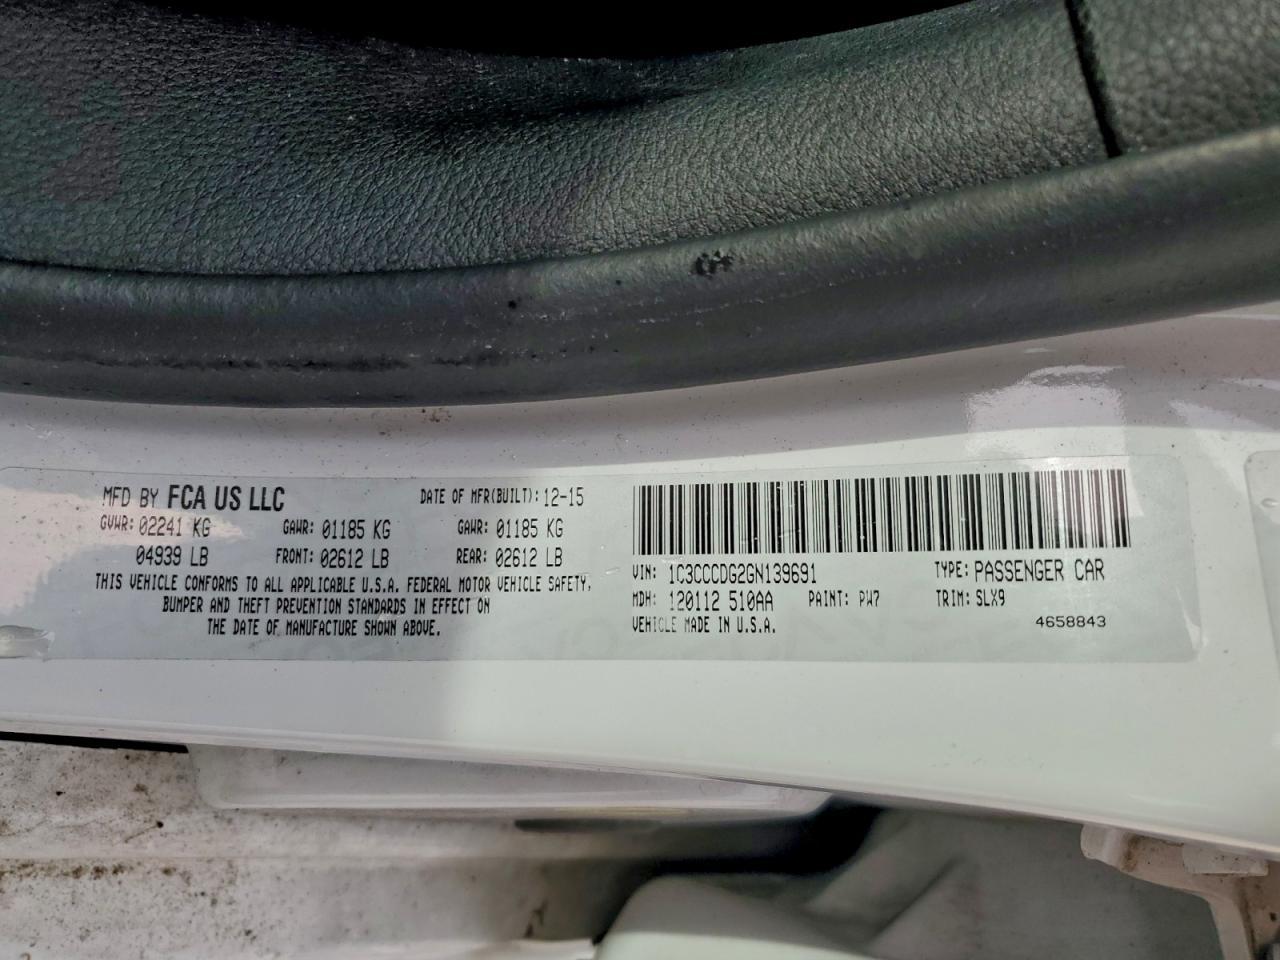 MFD BY FCA US LLC DATE OF MFR(BUILT): 12-15
GVWR: 02241 KG GAWR: 01185 KG GAWR: 01185 KG
04939 LB FRONT: 02612 LB REAR: 02612 LB
THIS VEHICLE CONFORMS TO ALL APPLICABLE U.S.A. FEDERAL MOTOR VEHICLE SAFETY,
BUMPER AND THEFT PREVENTION STANDARDS IN EFFECT ON
THE DATE OF MANUFACTURE SHOWN ABOVE.
VIN: 1C3CCCDG2GN139691 TYPE: PASSENGER CAR
MDH: 120112 510AA PAINT: PW7 TRIM: SLX9
VEHICLE MADE IN U.S.A. 4658843